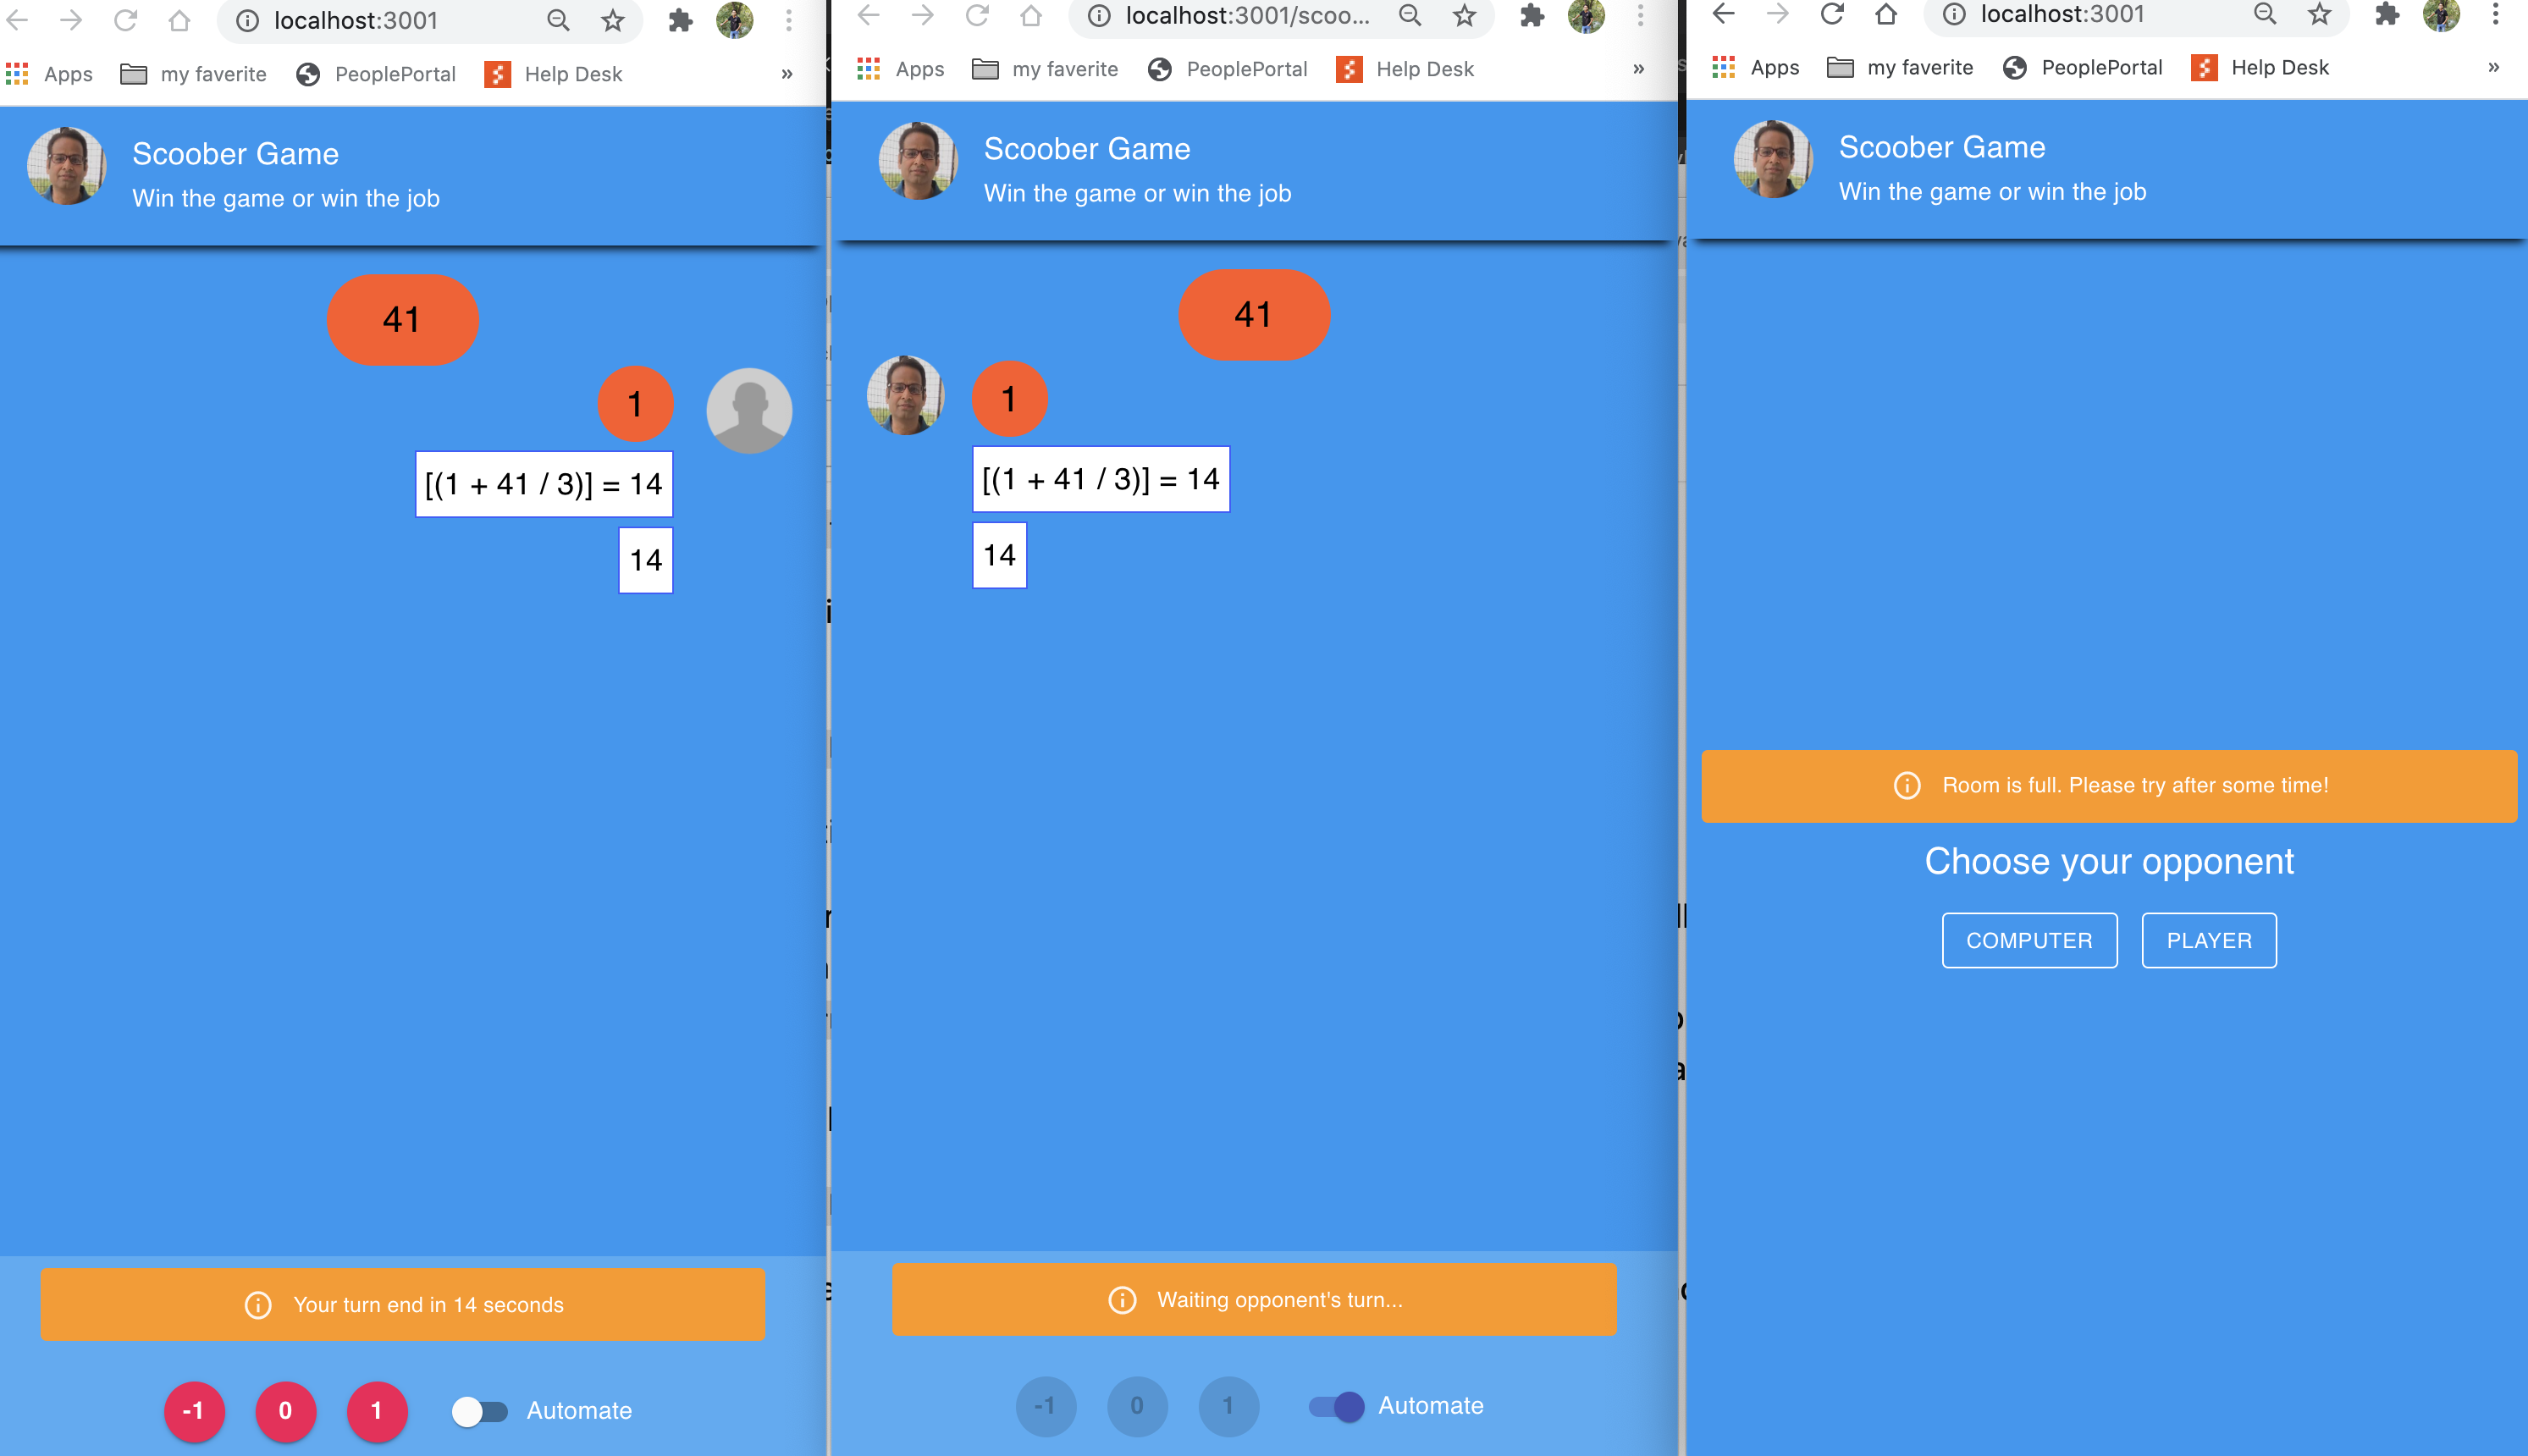 localhost:3001
Apps my faverite PeoplePortal Help Desk »
Scoober Game
Win the game or win the job
41
1
[(1 + 41 / 3)] = 14
14
Your turn end in 14 seconds
-1 0 1 Automate
localhost:3001/scoo...
Apps my faverite PeoplePortal Help Desk »
Scoober Game
Win the game or win the job
41
1
[(1 + 41 / 3)] = 14
14
Waiting opponent's turn...
-1 0 1 Automate
localhost:3001
Apps my faverite PeoplePortal Help Desk »
Scoober Game
Win the game or win the job
Room is full. Please try after some time!
Choose your opponent
COMPUTER PLAYER